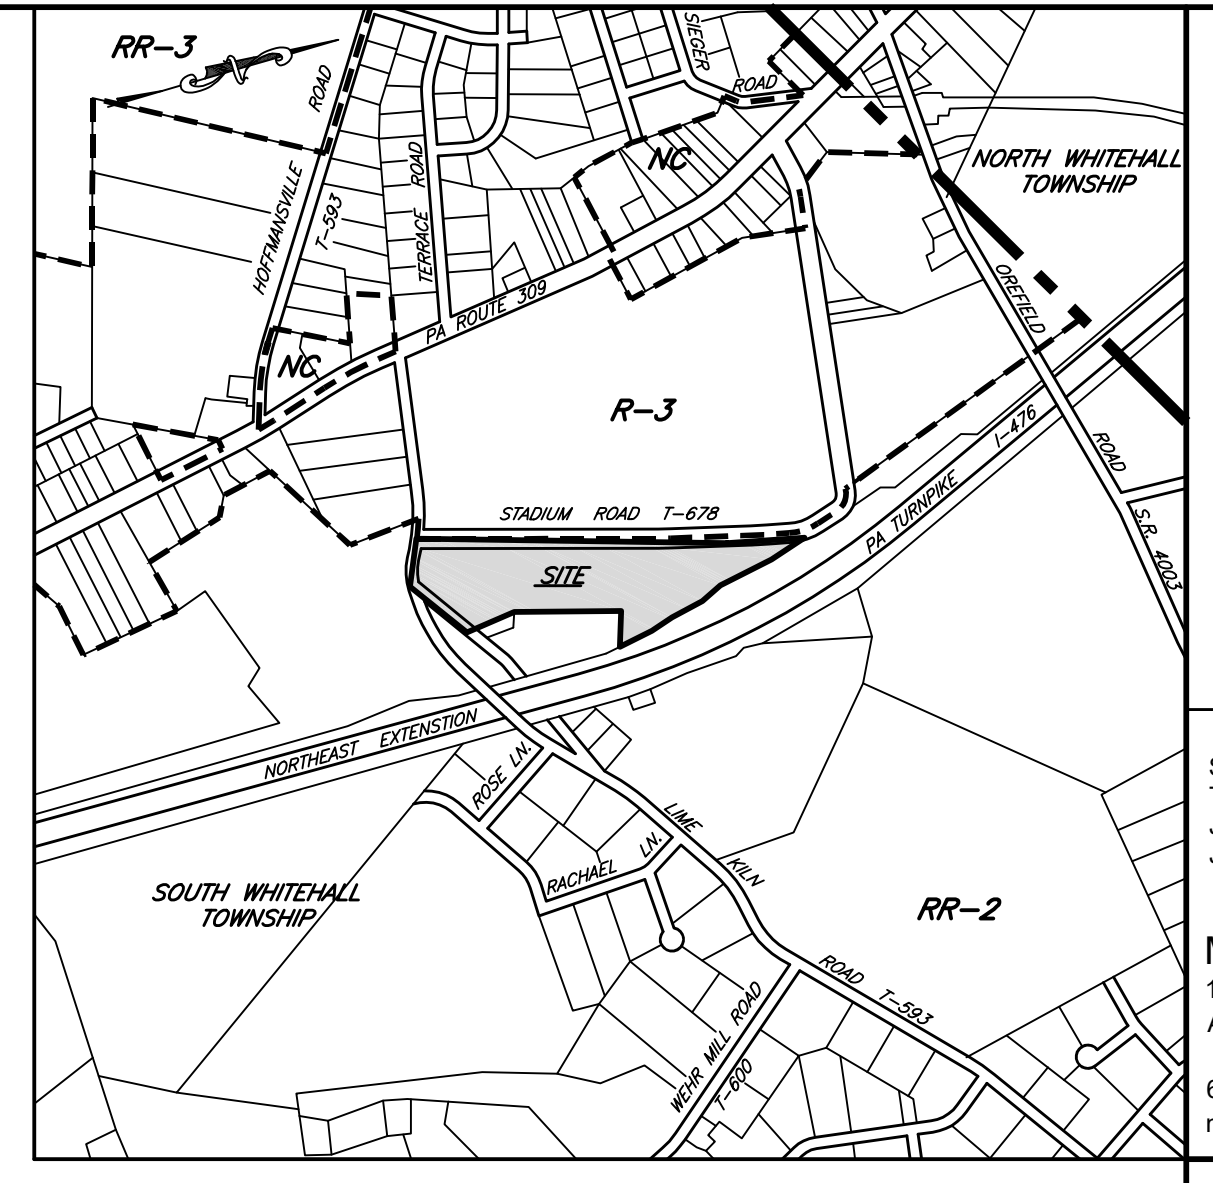 RR-3
SIEGER
ROAD
ROAD
NC
NORTH WHITEHALL
TOWNSHIP
HOFFMANSVILLE
T-593
TERRACE ROAD
PA ROUTE 309
OREFIELD
NC
R-3
ROAD
I-476
PA TURNPIKE
STADIUM ROAD T-678
S.R. 4003
SITE
NORTHEAST EXTENSTION
ROSE LN.
LIME
KILN
RACHAEL LN.
SOUTH WHITEHALL
TOWNSHIP
RR-2
ROAD T-593
WEHR MILL ROAD
T-600